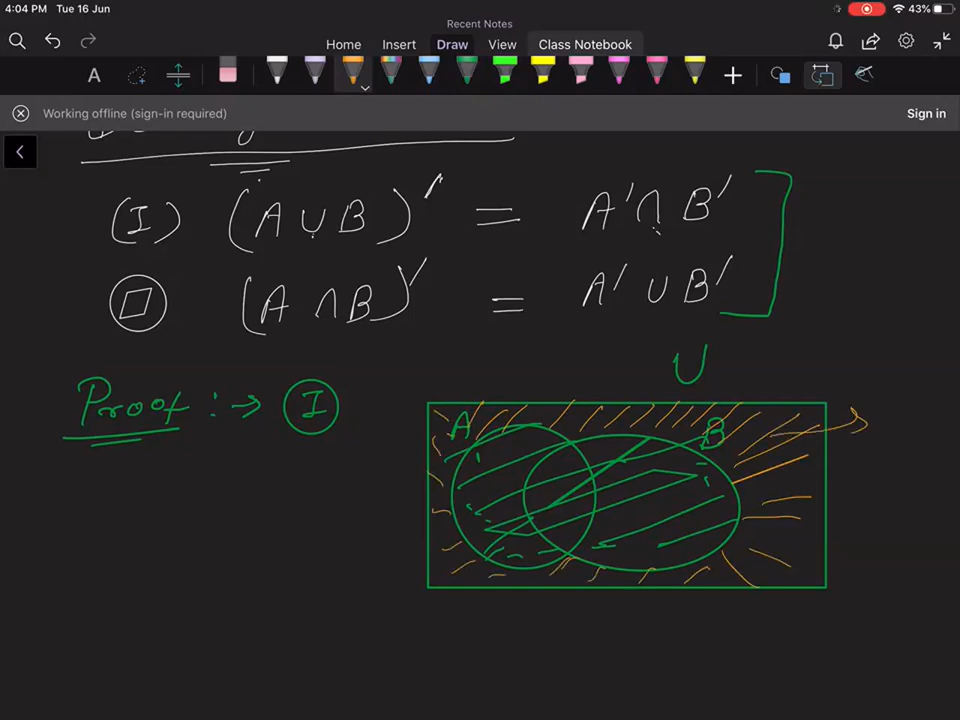 4:04 PM Tue 16 Jun 43%
Recent Notes
Home Insert Draw View Class Notebook
A
Working offline (sign-in required) Sign in
(I) (A ∪ B)′ = A′ ∩ B′
(A ∩ B)′ = A′ ∪ B′
U
Proof :→ I
A B